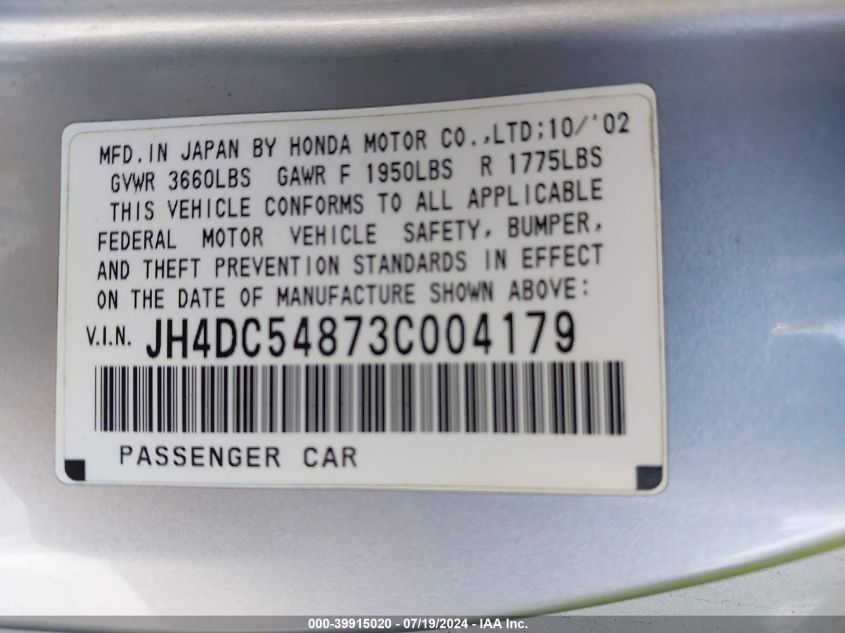 MFD. IN JAPAN BY HONDA MOTOR CO.,LTD;10/'02
GVWR 3660LBS GAWR F 1950LBS R 1775LBS
THIS VEHICLE CONFORMS TO ALL APPLICABLE
FEDERAL MOTOR VEHICLE SAFETY, BUMPER,
AND THEFT PREVENTION STANDARDS IN EFFECT
ON THE DATE OF MANUFACTURE SHOWN ABOVE:
V.I.N. JH4DC54873C004179
PASSENGER CAR
000-39915020 - 07/19/2024 - IAA Inc.